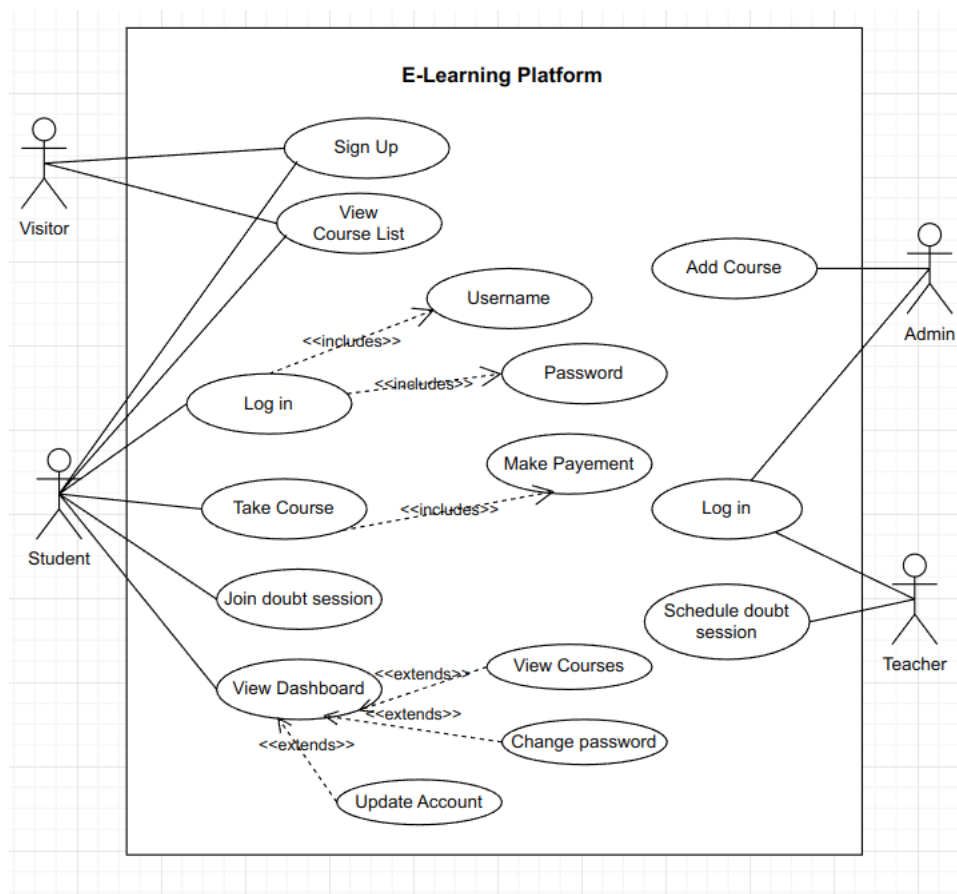 E-Learning Platform
Sign Up
Visitor
View
Course List
Add Course
Username
Admin
<<includes>>
Password
<<includes>>
Log in
Make Payement
Take Course
<<includes>>
Log in
Student
Join doubt session
Schedule doubt
session
View Courses
Teacher
<<extends>>
View Dashboard
<<extends>>
Change password
<<extends>>
Update Account